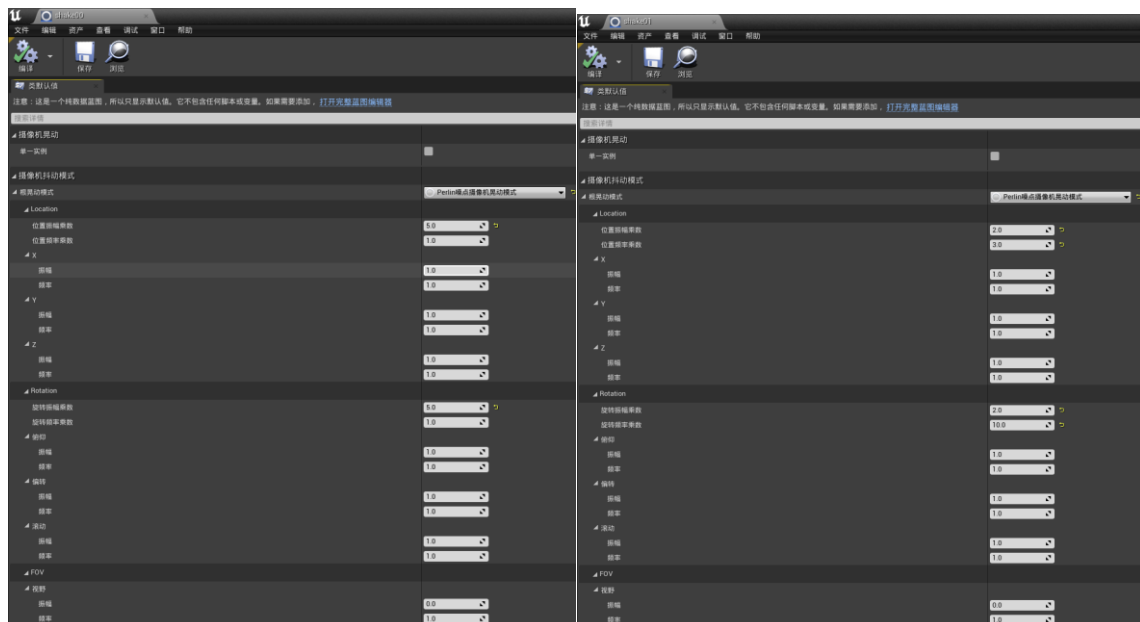 shake00
文件 编辑 资产 查看 调试 窗口 帮助
编译 保存 浏览
类默认值
注意：这是一个纯数据蓝图，所以只显示默认值。它不包含任何脚本或变量。如果需要添加，打开完整蓝图编辑器
搜索详情
摄像机晃动
单一实例
摄像机抖动模式
根晃动模式 Perlin噪点摄像机晃动模式
Location
位置振幅乘数 5.0
位置频率乘数 1.0
X
振幅 1.0
频率 1.0
Y
振幅 1.0
频率 1.0
Z
振幅 1.0
频率 1.0
Rotation
旋转振幅乘数 5.0
旋转频率乘数 1.0
俯仰
振幅 1.0
频率 1.0
偏转
振幅 1.0
频率 1.0
滚动
振幅 1.0
频率 1.0
FOV
视野
振幅 0.0
频率 1.0
shake01
文件 编辑 资产 查看 调试 窗口 帮助
编译 保存 浏览
类默认值
注意：这是一个纯数据蓝图，所以只显示默认值。它不包含任何脚本或变量。如果需要添加，打开完整蓝图编辑器
搜索详情
摄像机晃动
单一实例
摄像机抖动模式
根晃动模式 Perlin噪点摄像机晃动模式
Location
位置振幅乘数 2.0
位置频率乘数 3.0
X
振幅 1.0
频率 1.0
Y
振幅 1.0
频率 1.0
Z
振幅 1.0
频率 1.0
Rotation
旋转振幅乘数 2.0
旋转频率乘数 10.0
俯仰
振幅 1.0
频率 1.0
偏转
振幅 1.0
频率 1.0
滚动
振幅 1.0
频率 1.0
FOV
视野
振幅 0.0
频率 1.0